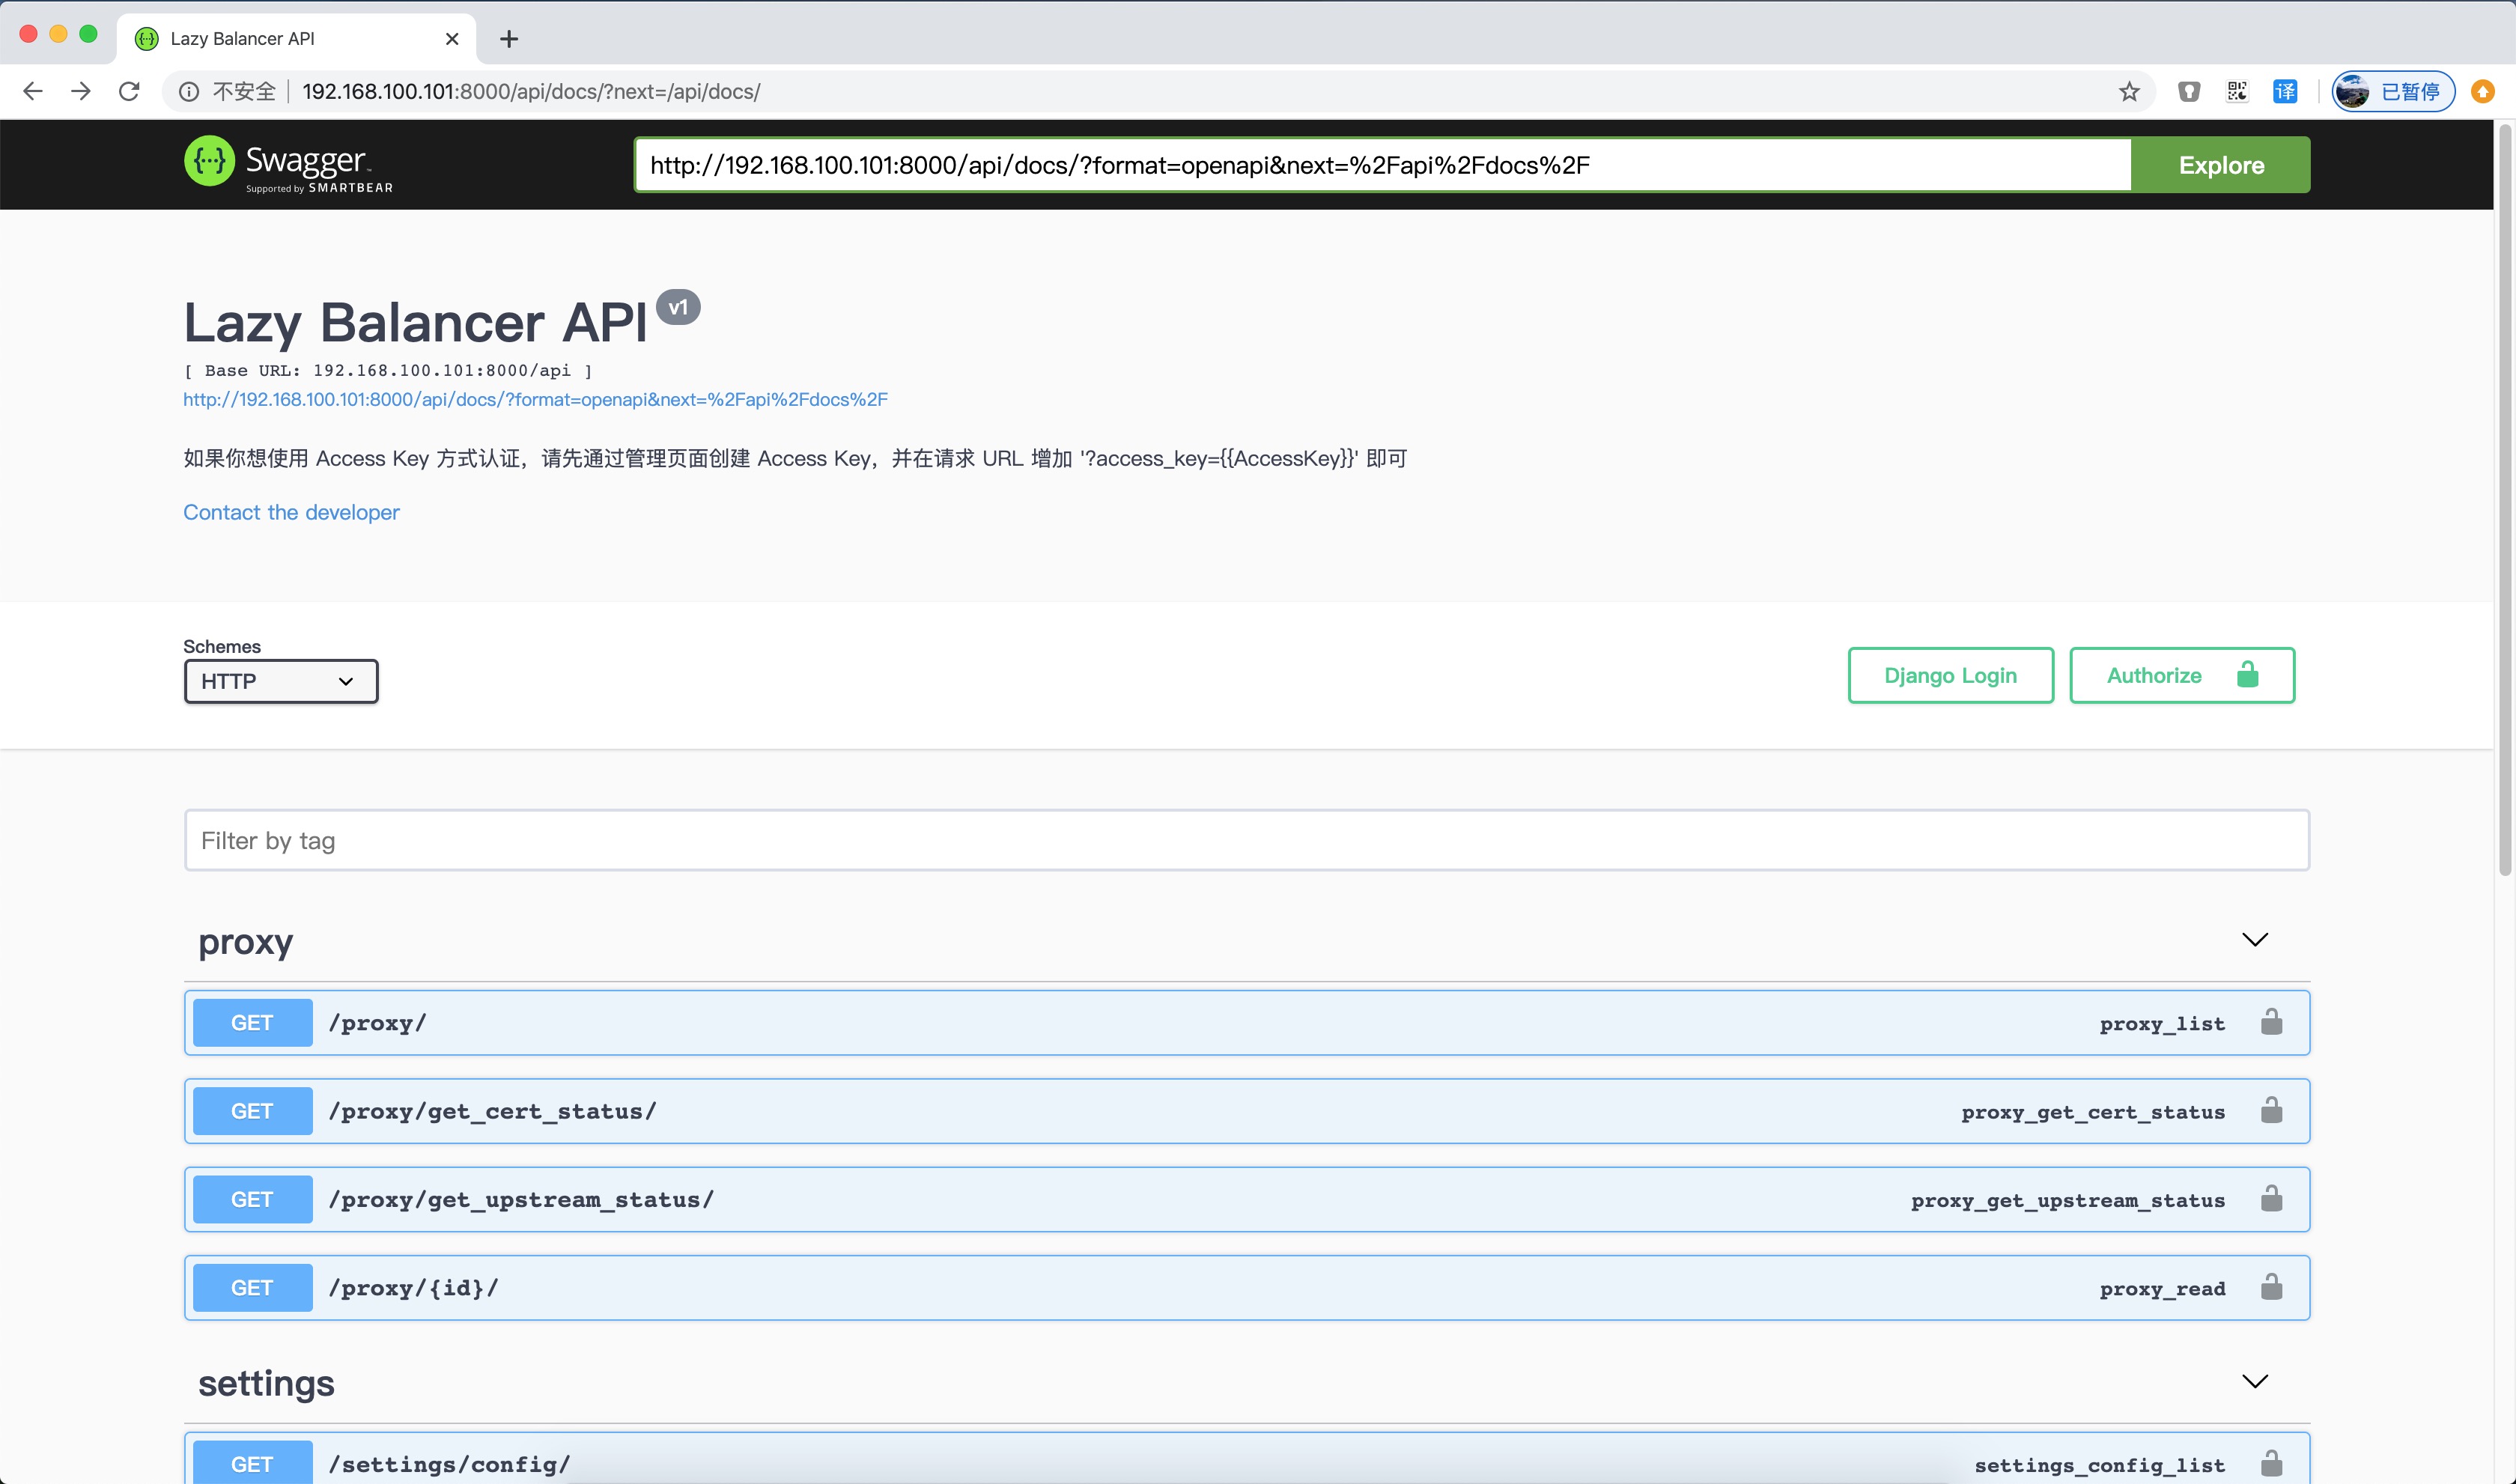 Lazy Balancer API
不安全 192.168.100.101:8000/api/docs/?next=/api/docs/ 译 已暂停
Swagger™
Supported by SMARTBEAR
http://192.168.100.101:8000/api/docs/?format=openapi&next=%2Fapi%2Fdocs%2F Explore
Lazy Balancer API v1
[ Base URL: 192.168.100.101:8000/api ]
http://192.168.100.101:8000/api/docs/?format=openapi&next=%2Fapi%2Fdocs%2F
如果你想使用 Access Key 方式认证，请先通过管理页面创建 Access Key，并在请求 URL 增加 '?access_key={{AccessKey}}' 即可
Contact the developer
Schemes
HTTP
Django Login Authorize
Filter by tag
proxy
GET /proxy/ proxy_list
GET /proxy/get_cert_status/ proxy_get_cert_status
GET /proxy/get_upstream_status/ proxy_get_upstream_status
GET /proxy/{id}/ proxy_read
settings
GET /settings/config/ settings_config_list